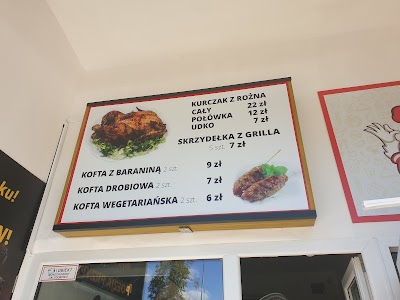 KURCZAK Z ROŻNA
CAŁY 22 zł
POŁÓWKA 12 zł
UDKO 7 zł
SKRZYDEŁKA Z GRILLA
5 szt. 7 zł
KOFTA Z BARANINĄ 2 szt. 9 zł
KOFTA DROBIOWA 2 szt. 7 zł
KOFTA WEGETARIAŃSKA 2 szt. 6 zł
ku!
y!